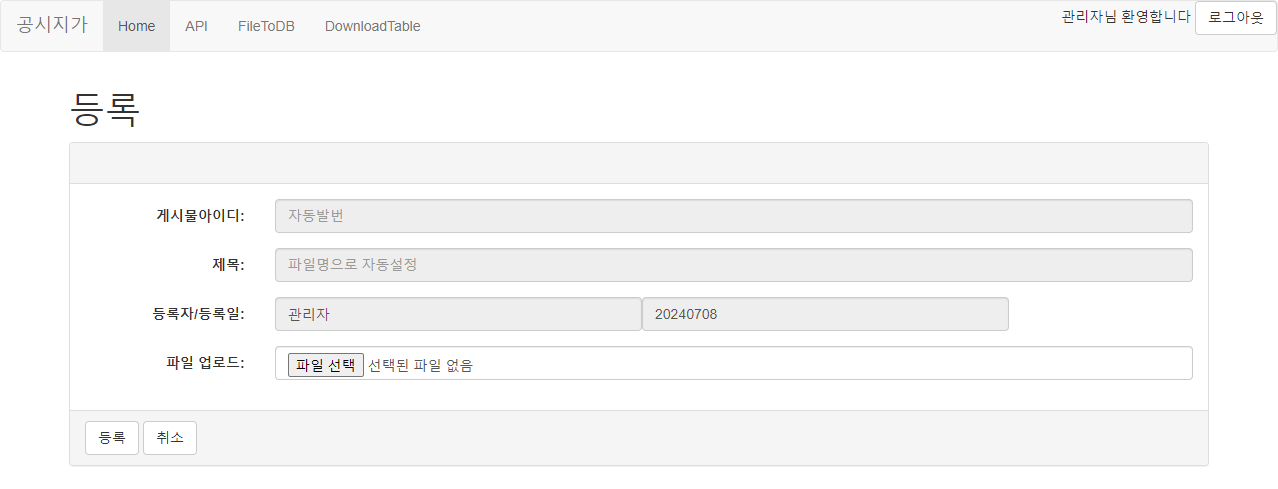 공시지가 Home API FileToDB DownloadTable 관리자님 환영합니다 로그아웃
등록
게시물아이디: 자동발번
제목: 파일명으로 자동설정
등록자/등록일: 관리자 20240708
파일 업로드: 파일 선택 선택된 파일 없음
등록 취소